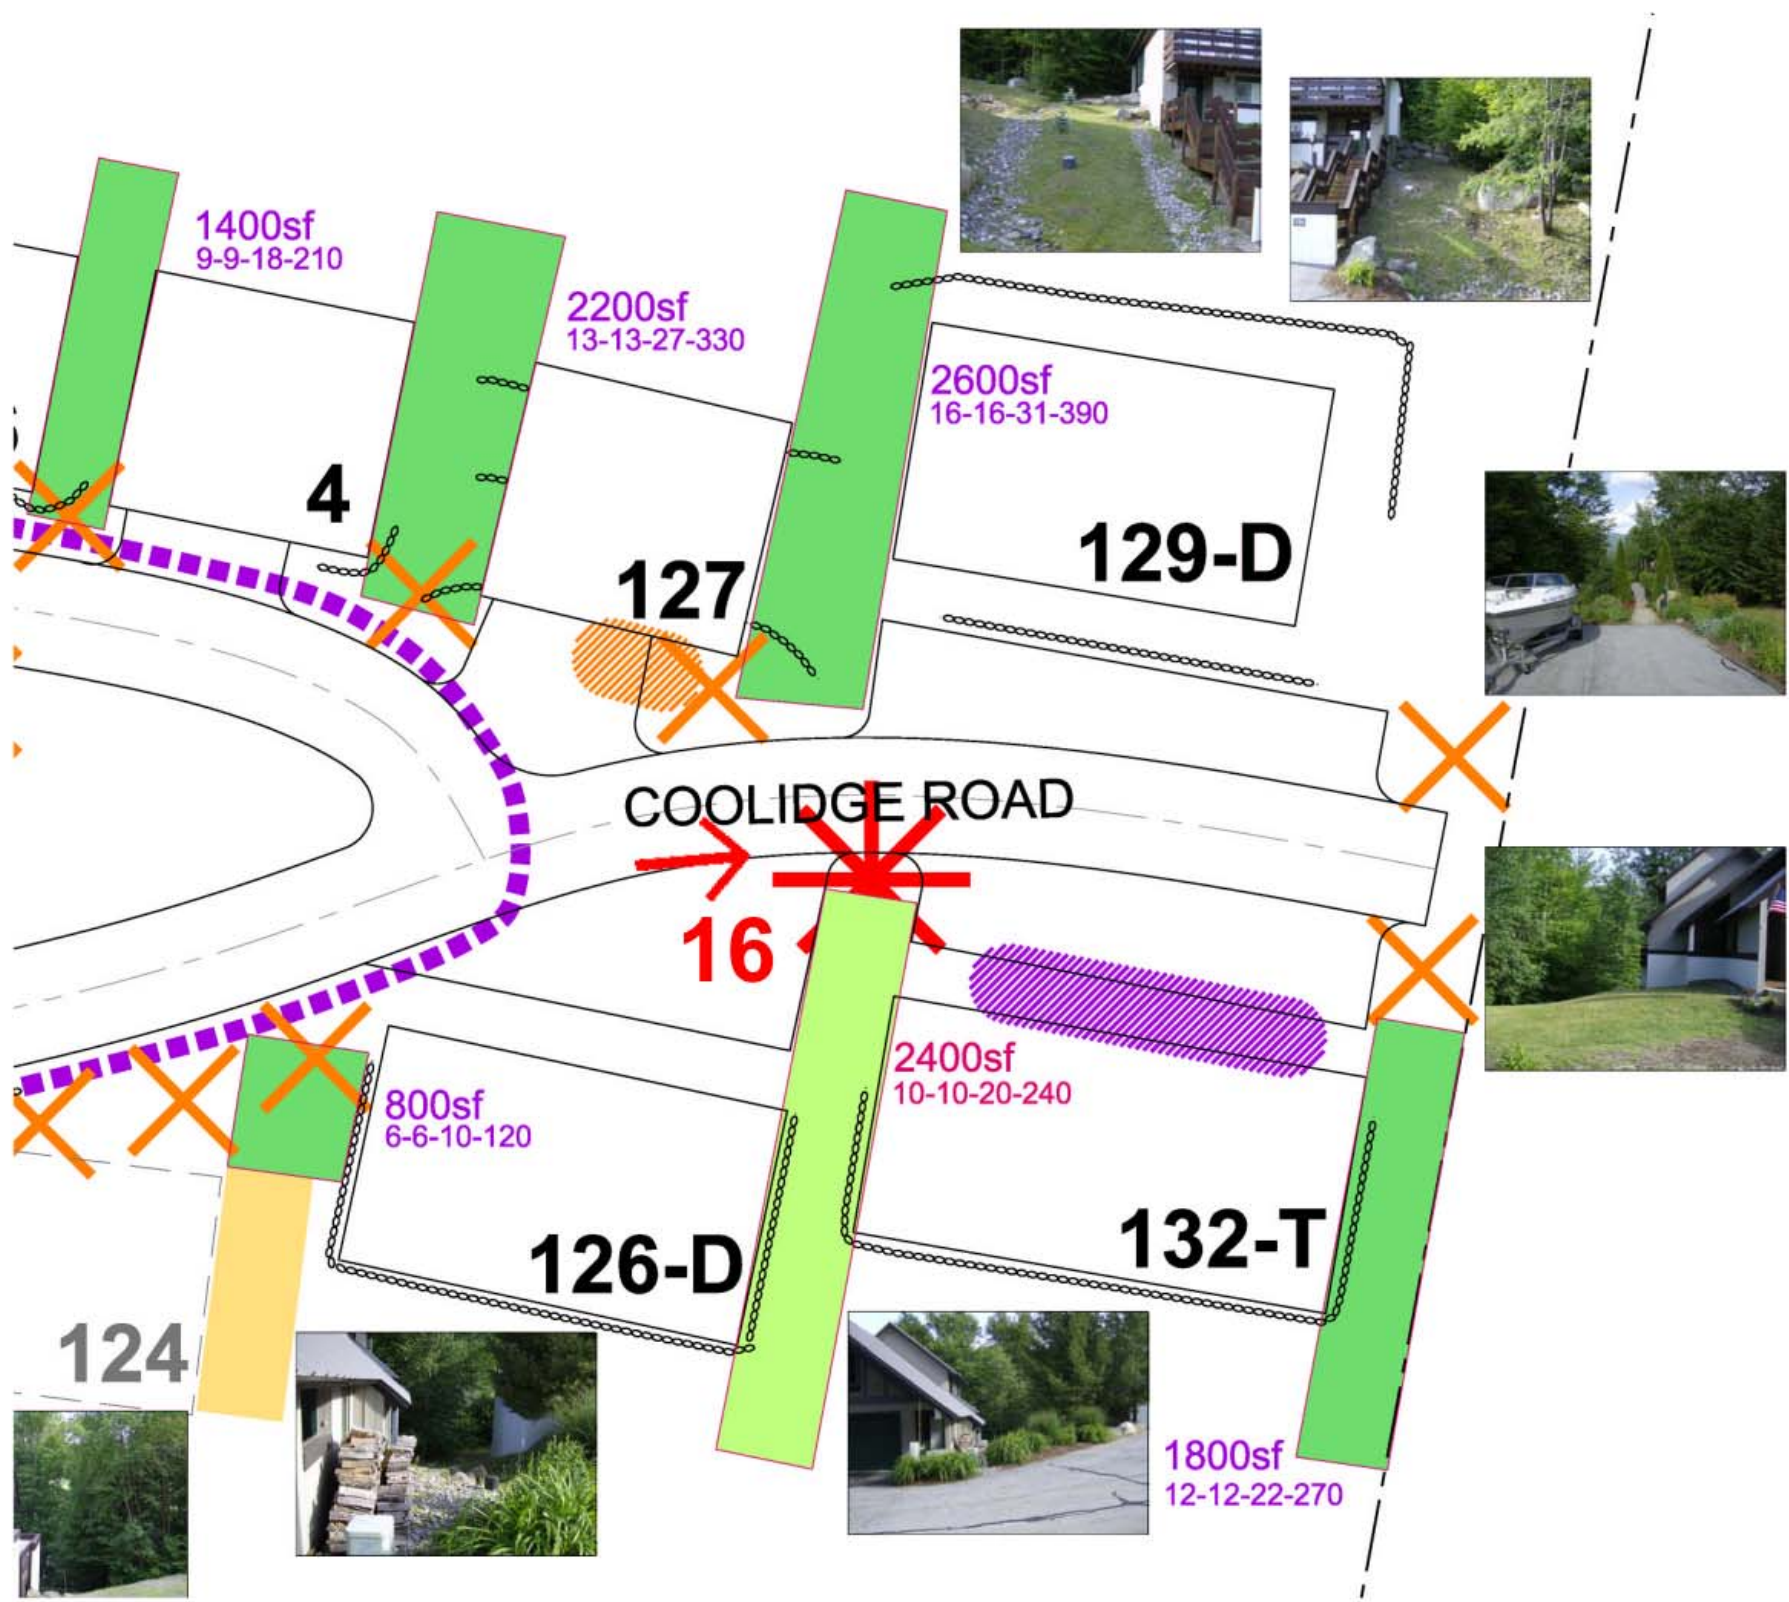 1400sf
9-9-18-210
2200sf
13-13-27-330
2600sf
16-16-31-390
4
127
129-D
COOLIDGE ROAD
16
2400sf
10-10-20-240
800sf
6-6-10-120
126-D
132-T
124
1800sf
12-12-22-270